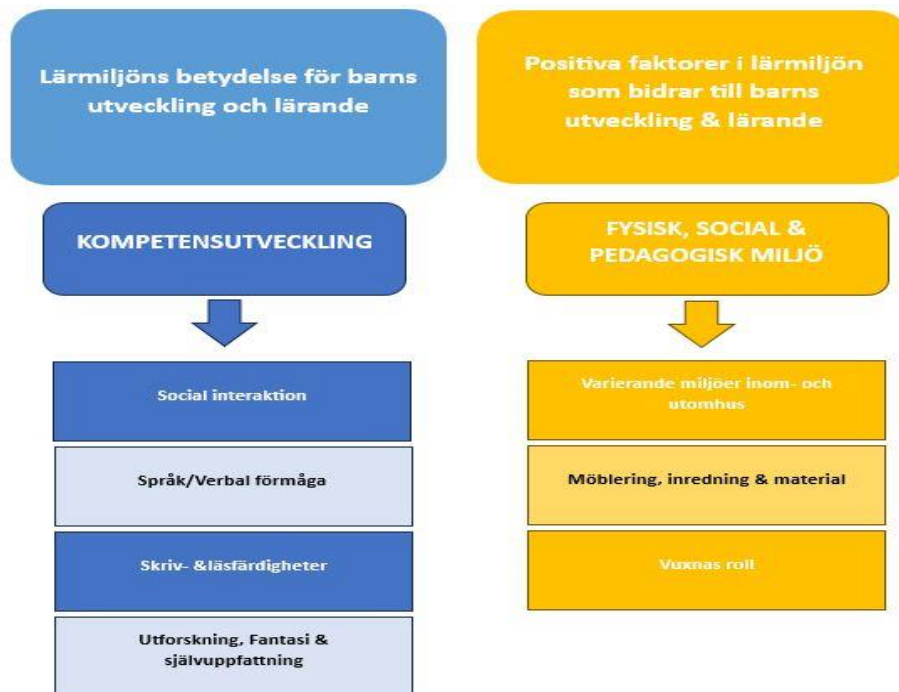 Lärmiljöns betydelse för barns
utveckling och lärande
KOMPETENSUTVECKLING
Social interaktion
Språk/Verbal förmåga
Skriv- &läsfärdigheter
Utforskning, Fantasi &
självuppfattning
Positiva faktorer i lärmiljön
som bidrar till barns
utveckling & lärande
FYSISK, SOCIAL &
PEDAGOGISK MILJÖ
Varierande miljöer inom- och
utomhus
Möblering, inredning & material
Vuxnas roll